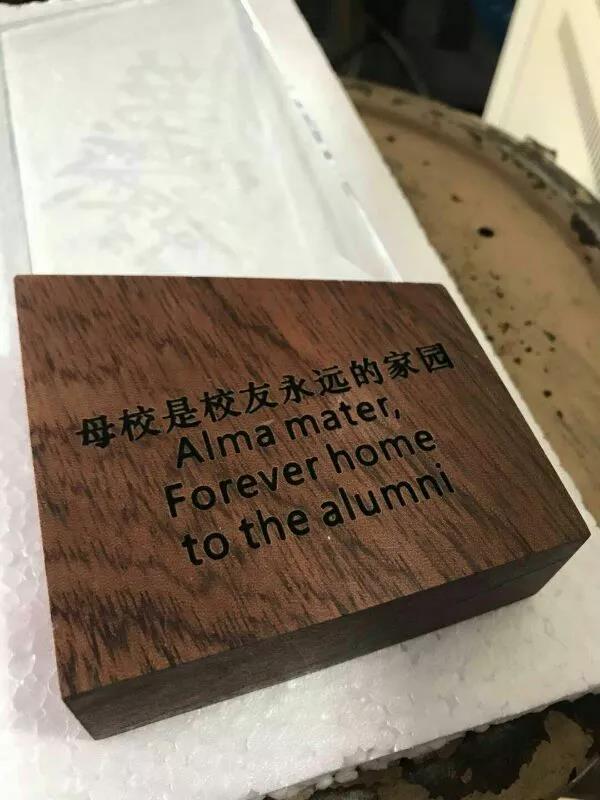 母校是校友永远的家园
Alma mater,
Forever home
to the alumni